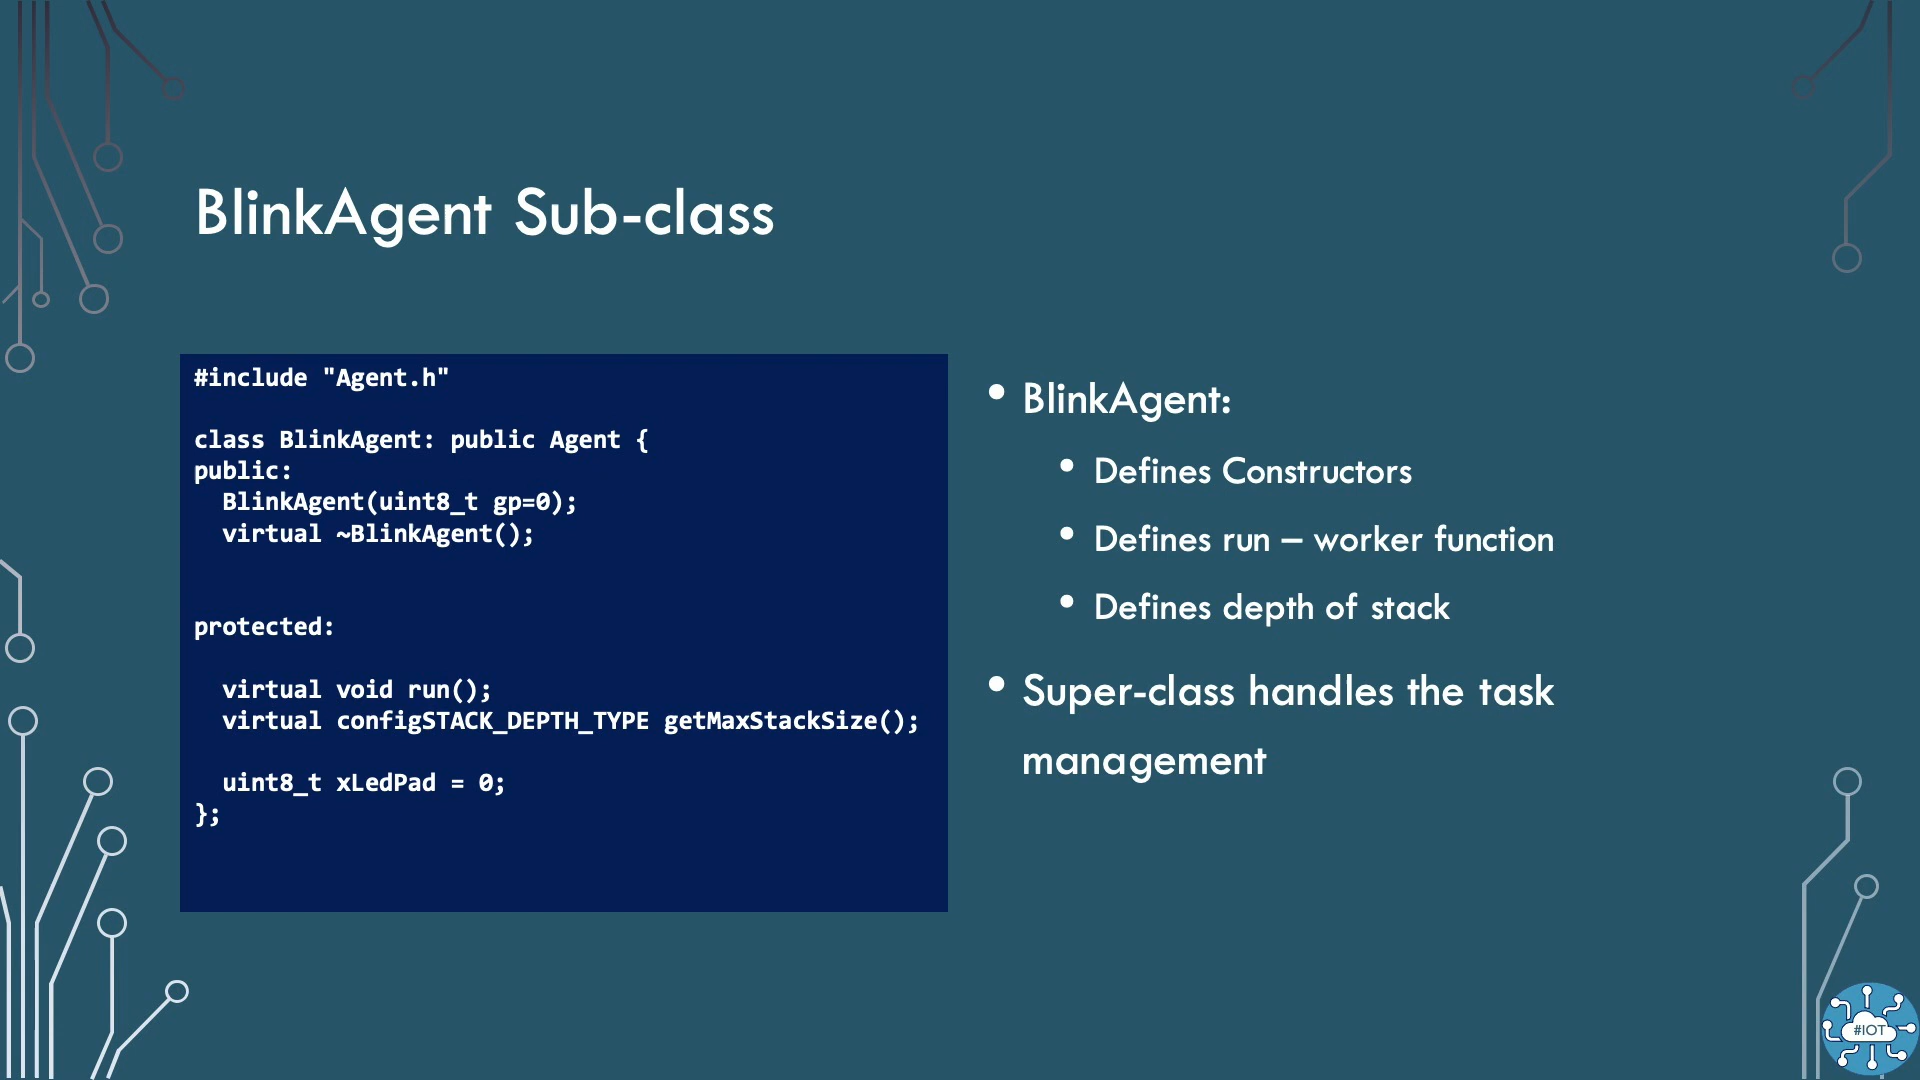 BlinkAgent Sub-class
#include "Agent.h"
class BlinkAgent: public Agent {
public:
BlinkAgent(uint8_t gp=0);
virtual ~BlinkAgent();
protected:
virtual void run();
virtual configSTACK_DEPTH_TYPE getMaxStackSize();
uint8_t xLedPad = 0;
};
• BlinkAgent:
• Defines Constructors
• Defines run – worker function
• Defines depth of stack
• Super-class handles the task
management
#IOT